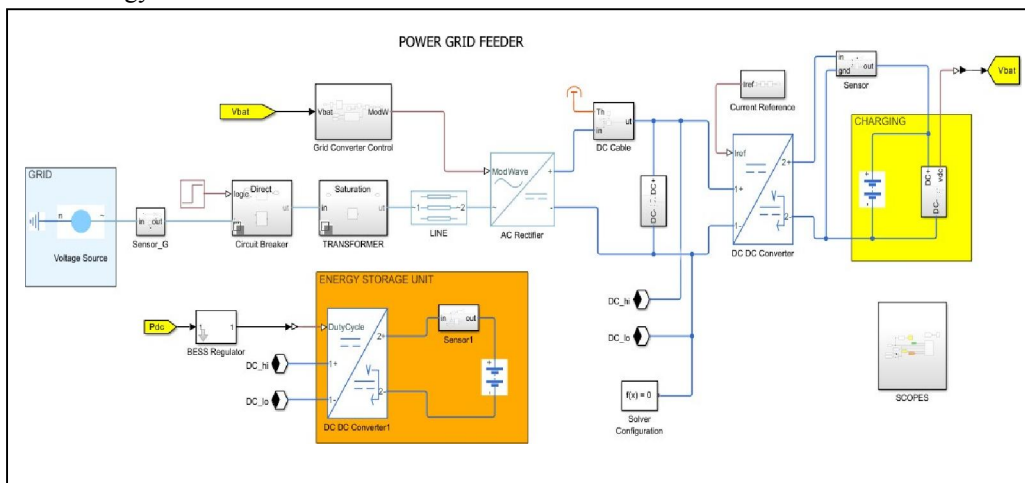 POWER GRID FEEDER
Vbat
Vbat
ModW
Grid Converter Control
Th
in
ut
DC Cable
Iref
Current Reference
in
gnd
out
Sensor
Vbat
CHARGING
GRID
n
~
Voltage Source
in
out
Sensor_G
logic
Direct
ut
Circuit Breaker
Saturation
in
ut
TRANSFORMER
1
2
LINE
ModWave
~
+
-
AC Rectifier
DC-
DC+
Iref
1+
1-
2+
V
2-
DC DC Converter
+
-
DC+
DC-
vdc
DC_hi
DC_lo
f(x) = 0
Solver
Configuration
SCOPES
ENERGY STORAGE UNIT
Pdc
1
1
BESS Regulator
DC_hi
DC_lo
DutyCycle
1+
1-
2+
V
2-
DC DC Converter1
in
out
Sensor1
+
-